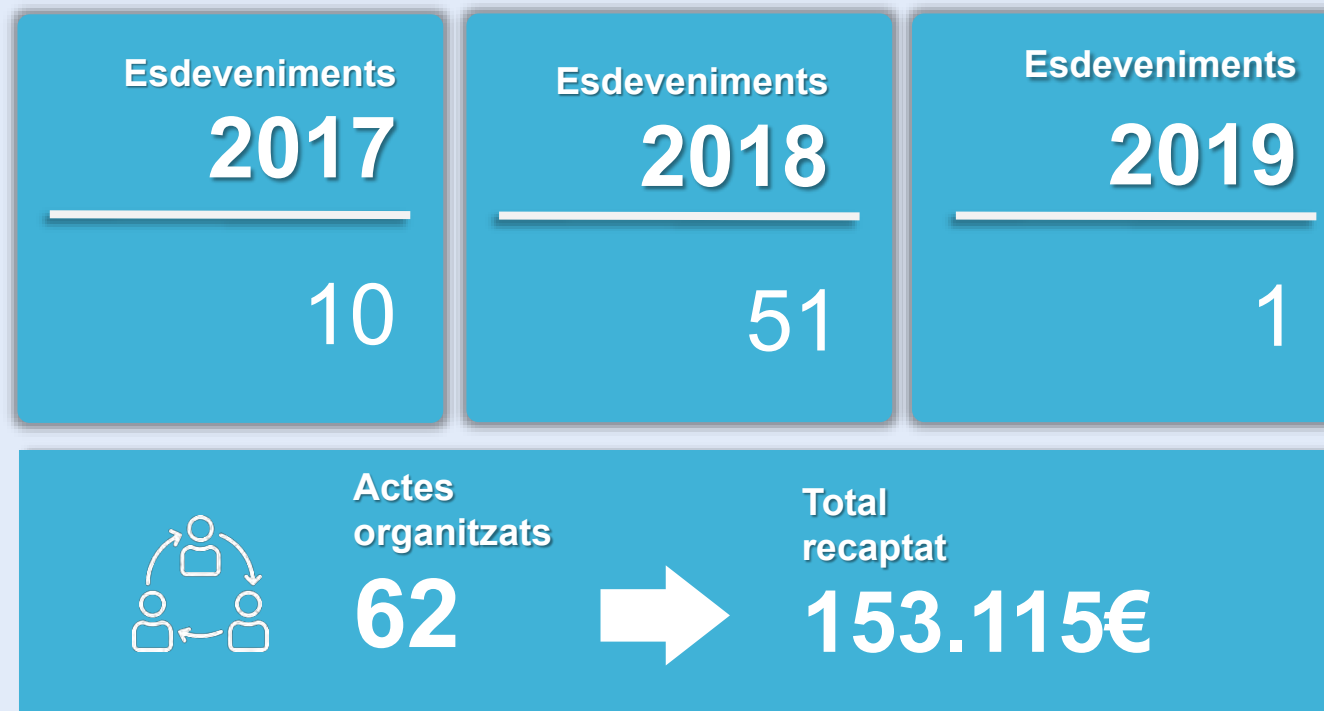 Esdeveniments
2017
10
Esdeveniments
2018
51
Esdeveniments
2019
1
Actes
organitzats
62
Total
recaptat
153.115€